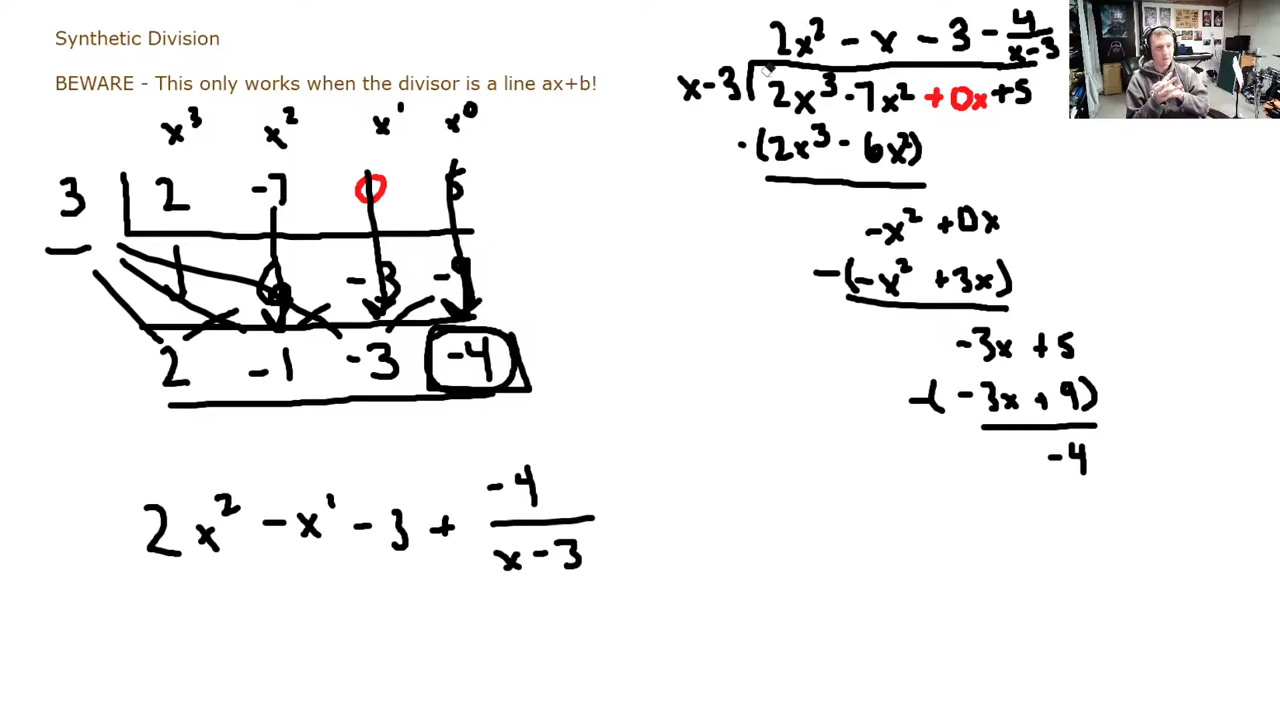 Synthetic Division
BEWARE - This only works when the divisor is a line ax+b!
x³ x² x¹ x⁰
3 2 -7 0 5
6 -3 -9
2 -1 -3 -4
2x² - x¹ - 3 + -4/(x-3)
2x² - x - 3 - 4/(x-3)
x-3 2x³ -7x² +0x +5
-(2x³ - 6x²)
-x² +0x
-(-x² +3x)
-3x +5
-(-3x + 9)
-4